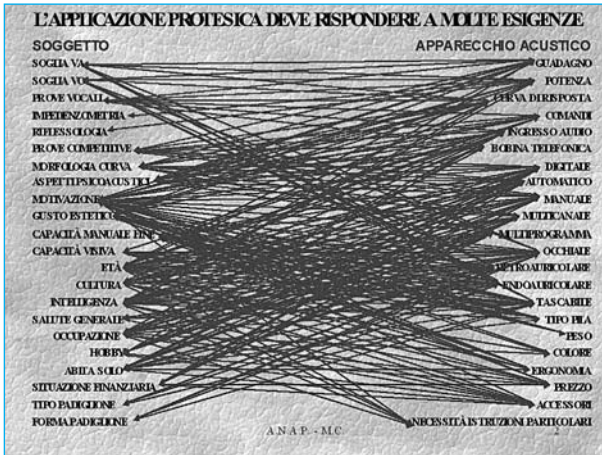 L'APPLICAZIONE PROTESICA DEVE RISPONDERE A MOLTE ESIGENZE
SOGGETTO APPARECCHIO ACUSTICO
SOGLIA VA GUADAGNO
SOGLIA VO POTENZA
PROVE VOCALI CURVA DI RISPOSTA
IMPEDENZOMETRIA COMANDI
RIFLESSOLOGIA INGRESSO AUDIO
PROVE COMPETITIVE BOBINA TELEFONICA
MORFOLOGIA CURVA DIGITALE
ASPETTI PSICOACUSTICI AUTOMATICO
MOTIVAZIONE MANUALE
GUSTO ESTETICO MULTICANALE
CAPACITÀ MANUALE FINE MULTIPROGRAMMA
CAPACITÀ VISIVA OCCHIALE
ETÀ RETROAURICOLARE
CULTURA ENDOAURICOLARE
INTELLIGENZA TASCABILE
SALUTE GENERALE TIPO PILA
OCCUPAZIONE PESO
HOBBY COLORE
ABITA SOLO ERGONOMIA
SITUAZIONE FINANZIARIA PREZZO
TIPO PADIGLIONE ACCESSORI
FORMA PADIGLIONE NECESSITÀ ISTRUZIONI PARTICOLARI
A.N.A.P. - M.C. 2